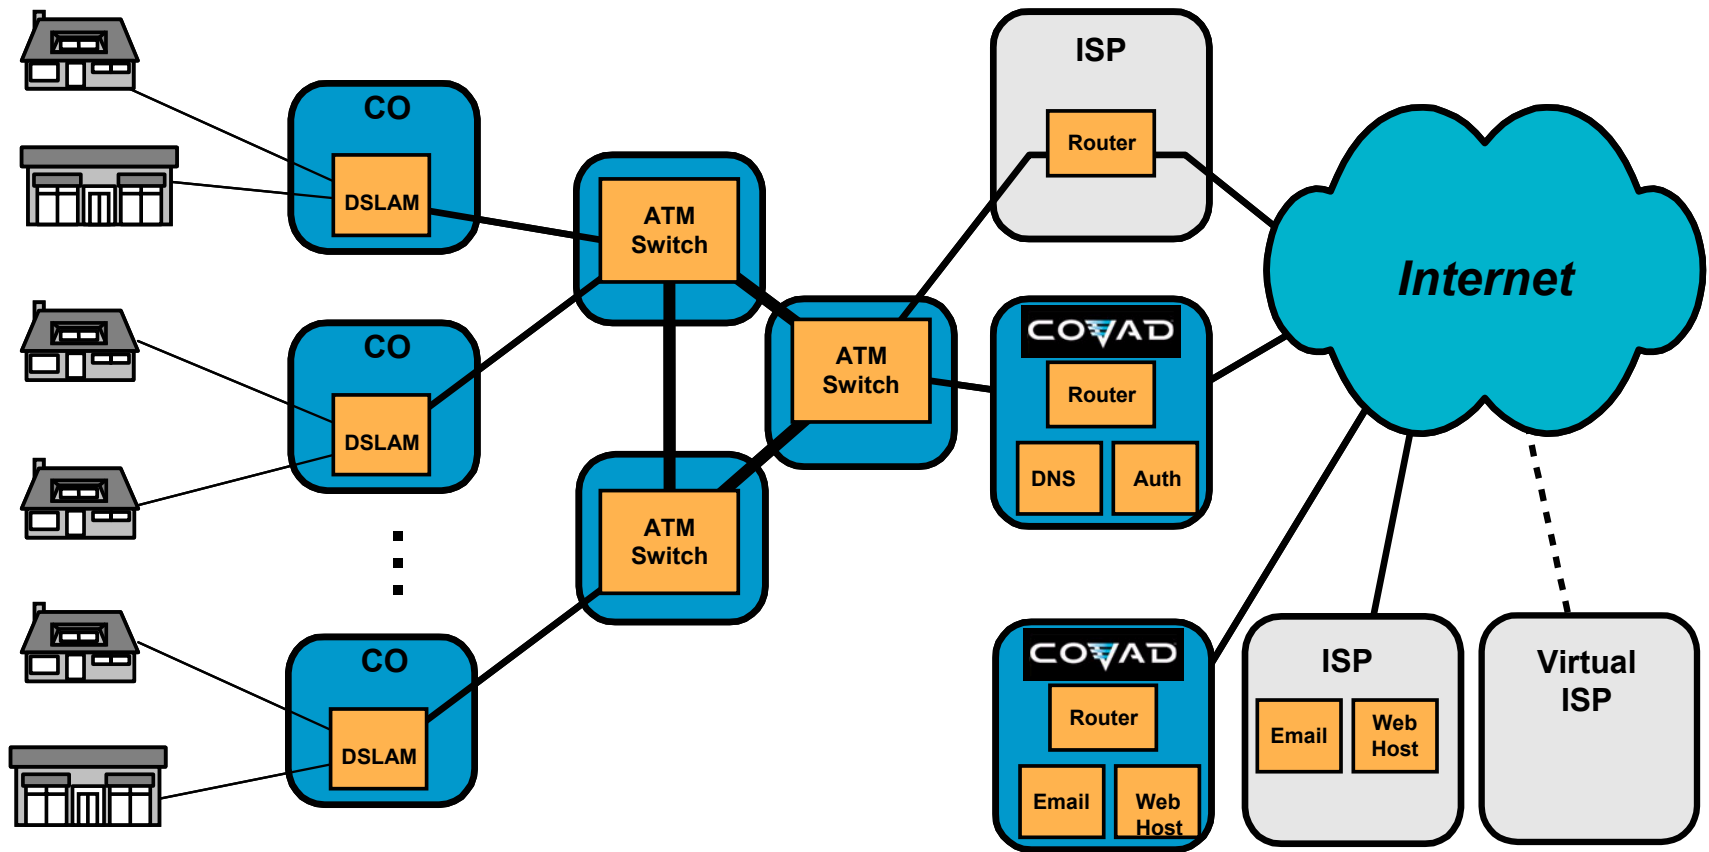 CO
DSLAM
CO
DSLAM
CO
DSLAM
ATM
Switch
ATM
Switch
ATM
Switch
ISP
Router
COVAD
Router
DNS
Auth
Internet
COVAD
Router
Email
Web
Host
ISP
Email
Web
Host
Virtual
ISP